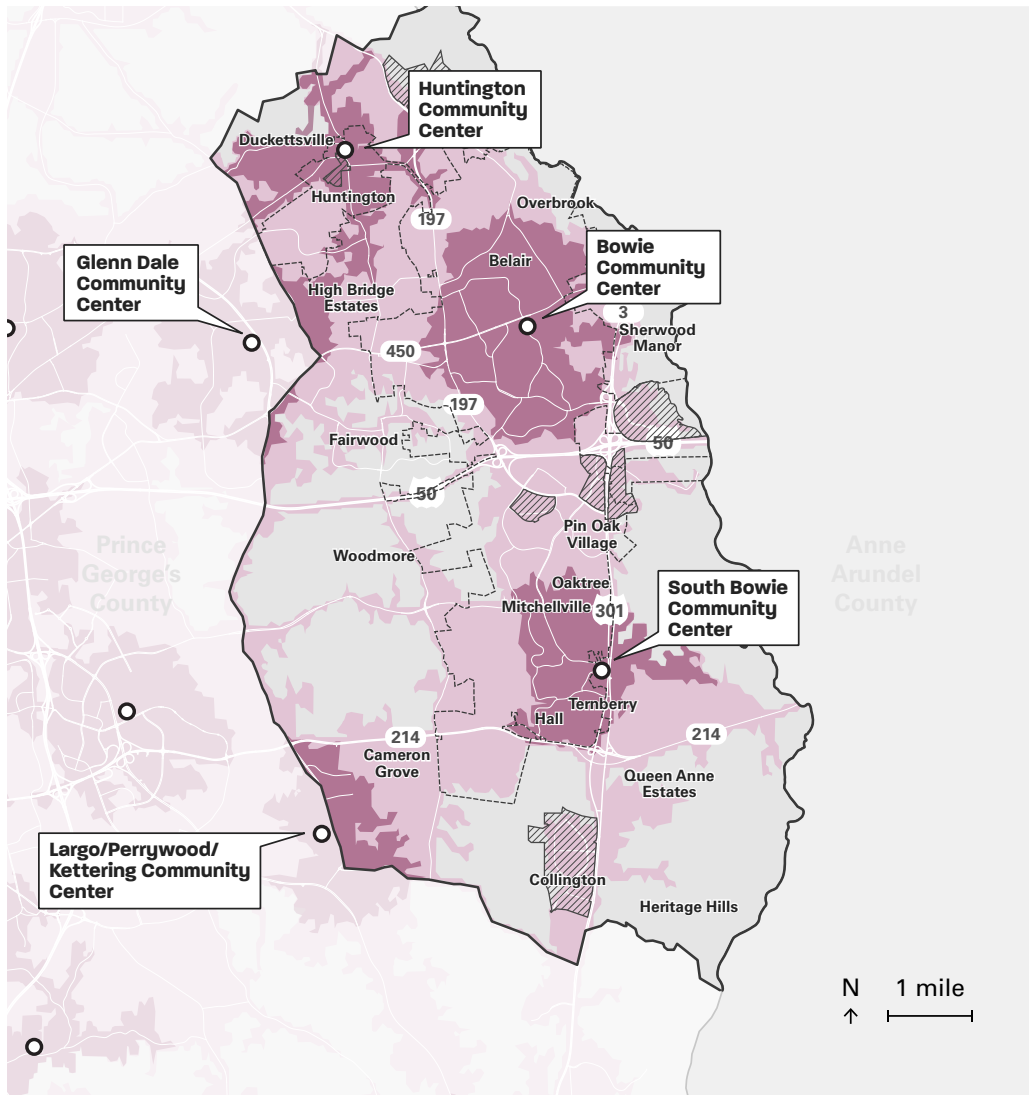 Huntington
Community
Center
Duckettsville
Huntington
197
Overbrook
Bowie
Community
Center
Belair
Glenn Dale
Community
Center
High Bridge
Estates
3
Sherwood
Manor
450
197
Fairwood
50
50
Pin Oak
Village
Prince
George's
County
Woodmore
Anne
Arundel
County
Oaktree
Mitchellville
301
South Bowie
Community
Center
Ternberry
Hall
214
214
Cameron
Grove
Queen Anne
Estates
Largo/Perrywood/
Kettering Community
Center
Collington
Heritage Hills
N
1 mile